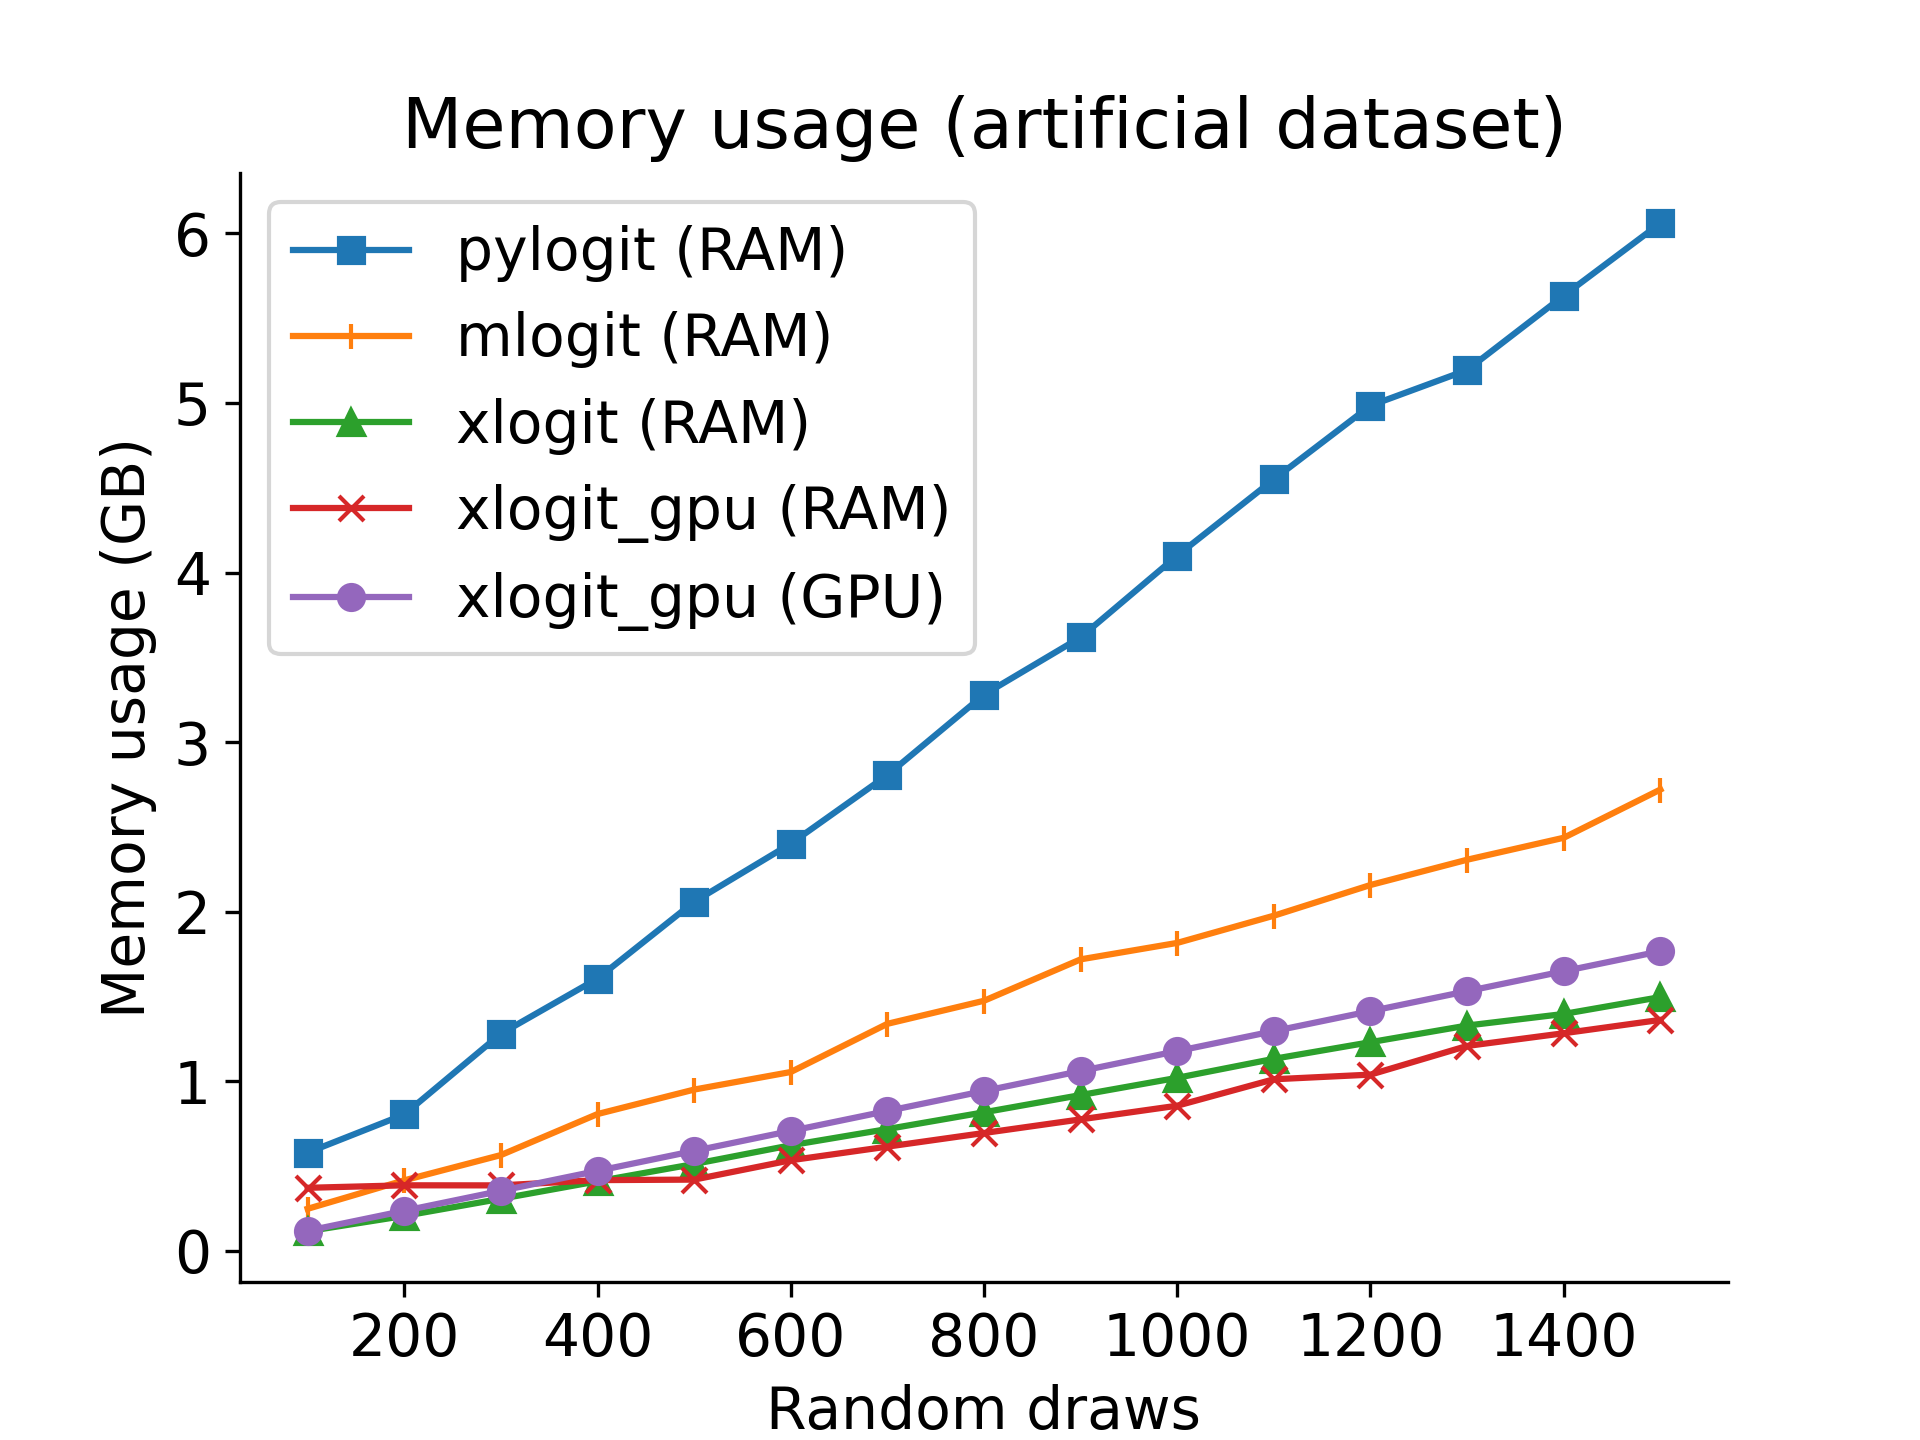 Memory usage (artificial dataset)
pylogit (RAM)
mlogit (RAM)
xlogit (RAM)
xlogit_gpu (RAM)
xlogit_gpu (GPU)
Memory usage (GB)
6
5
4
3
2
1
0
200 400 600 800 1000 1200 1400
Random draws